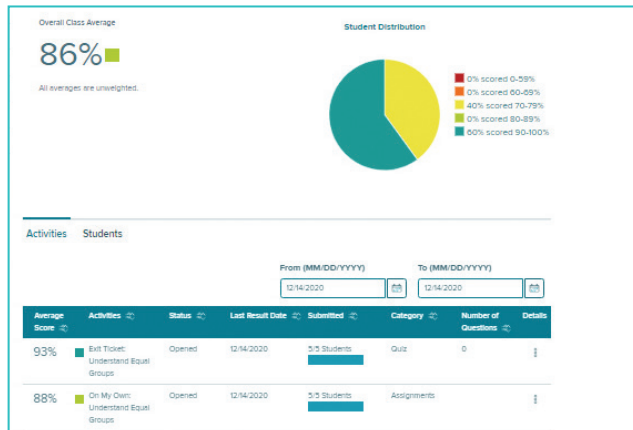 Overall Class Average
86%
All averages are unweighted.
Student Distribution
0% scored 0-59%
0% scored 60-69%
40% scored 70-79%
0% scored 80-89%
60% scored 90-100%
Activities Students
From (MM/DD/YYYY) To (MM/DD/YYYY)
12/14/2020 12/14/2020
Average Score Activities Status Last Result Date Submitted Category Number of Questions Details
93% Exit Ticket: Understand Equal Groups Opened 12/14/2020 5/5 Students Quiz 0
88% On My Own: Understand Equal Groups Opened 12/14/2020 5/5 Students Assignments